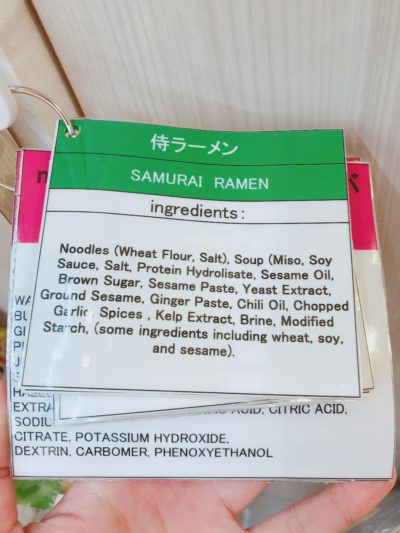 侍ラーメン
SAMURAI RAMEN
ingredients:
Noodles (Wheat Flour, Salt), Soup (Miso, Soy
Sauce, Salt, Protein Hydrolisate, Sesame Oil,
Brown Sugar, Sesame Paste, Yeast Extract,
Ground Sesame, Ginger Paste, Chili Oil, Chopped
Garlic, Spices , Kelp Extract, Brine, Modified
Starch, (some ingredients including wheat, soy,
and sesame).
ACID, CITRIC ACID,
CITRATE, POTASSIUM HYDROXIDE,
DEXTRIN, CARBOMER, PHENOXYETHANOL